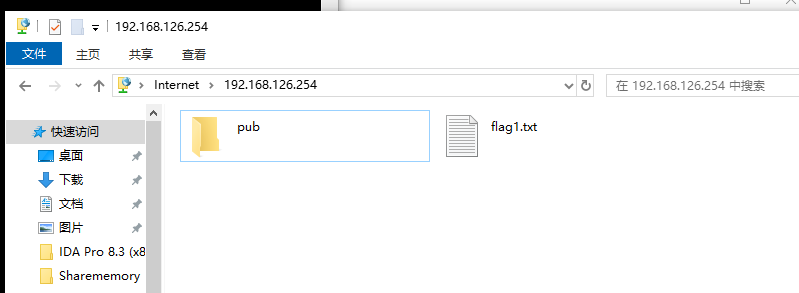 192.168.126.254
文件 主页 共享 查看
Internet 192.168.126.254 在 192.168.126.254 中搜索
快速访问
桌面
下载
文档
图片
IDA Pro 8.3 (x8
Sharememory
pub
flag1.txt